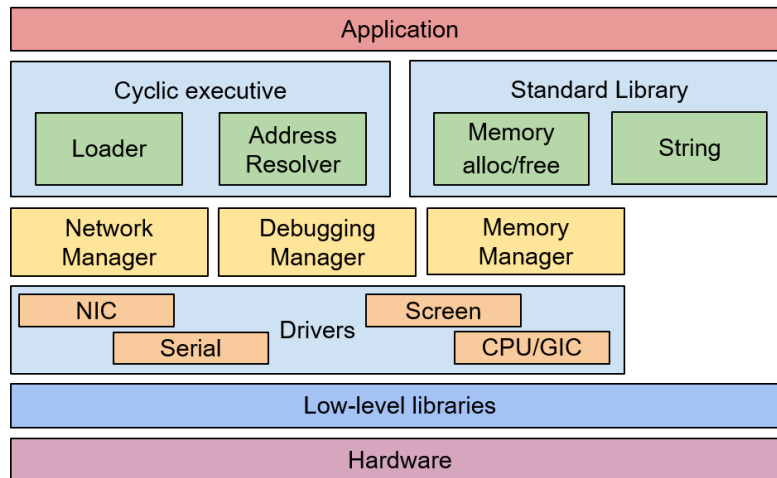 Application
Cyclic executive
Standard Library
Loader
Address
Resolver
Memory
alloc/free
String
Network
Manager
Debugging
Manager
Memory
Manager
NIC
Screen
Drivers
Serial
CPU/GIC
Low-level libraries
Hardware